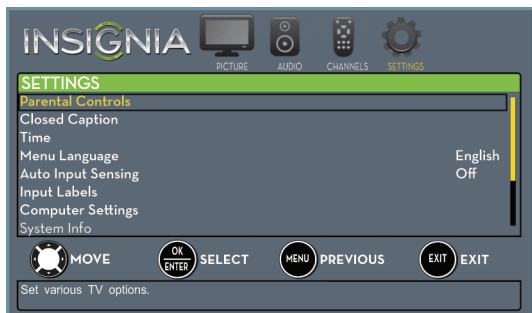 INSIGNIA
PICTURE AUDIO CHANNELS SETTINGS
SETTINGS
Parental Controls
Closed Caption
Time
Menu Language English
Auto Input Sensing Off
Input Labels
Computer Settings
System Info
MOVE OK ENTER SELECT MENU PREVIOUS EXIT EXIT
Set various TV options.